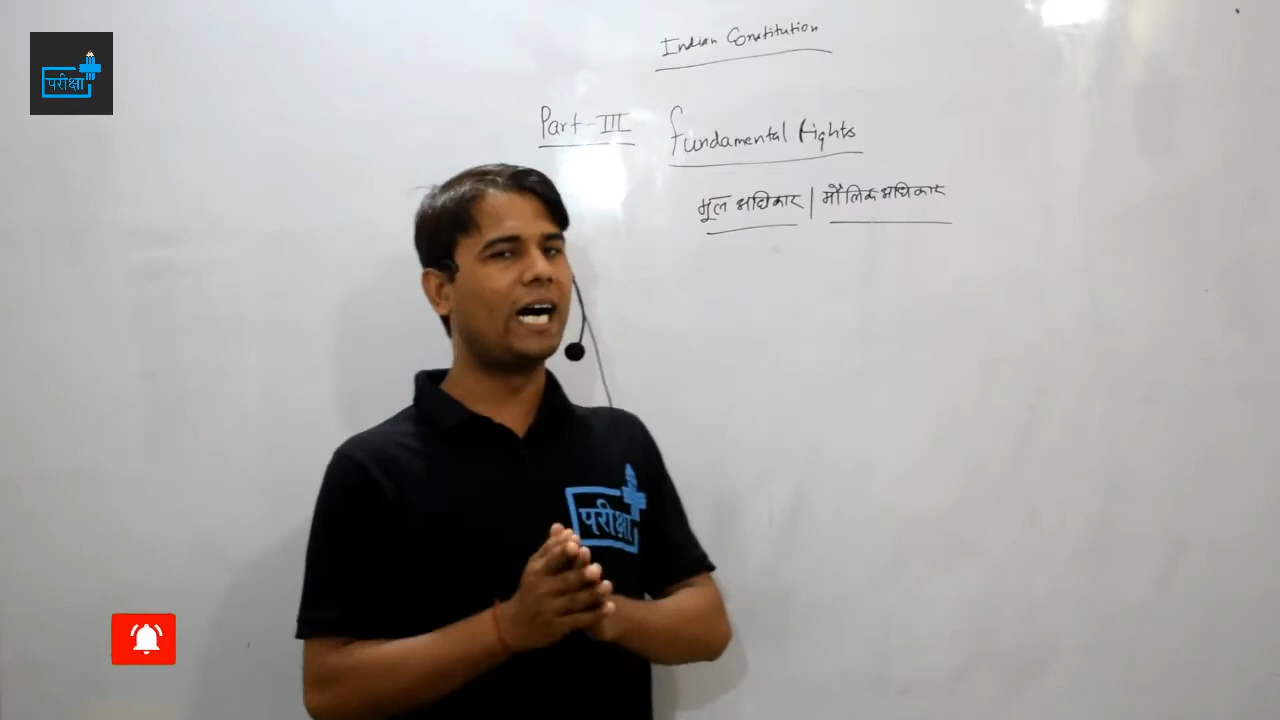 परीक्षा
Indian Constitution
Part-III Fundamental Rights
मूल अधिकार | मौलिक अधिकार
परीक्षा